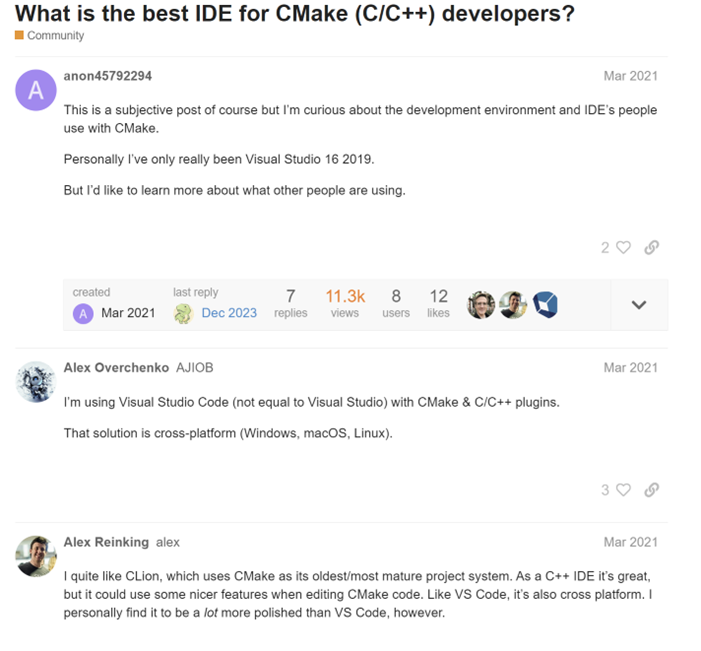 What is the best IDE for CMake (C/C++) developers?
Community
A
anon45792294
Mar 2021
This is a subjective post of course but I'm curious about the development environment and IDE's people
use with CMake.
Personally I've only really been Visual Studio 16 2019.
But I'd like to learn more about what other people are using.
2
created
last reply
7
11.3k
8
12
A Mar 2021
Dec 2023
replies
views
users
likes
Alex Overchenko AJIOB
Mar 2021
I'm using Visual Studio Code (not equal to Visual Studio) with CMake & C/C++ plugins.
That solution is cross-platform (Windows, macOS, Linux).
3
Alex Reinking alex
Mar 2021
I quite like CLion, which uses CMake as its oldest/most mature project system. As a C++ IDE it's great,
but it could use some nicer features when editing CMake code. Like VS Code, it's also cross platform. I
personally find it to be a lot more polished than VS Code, however.